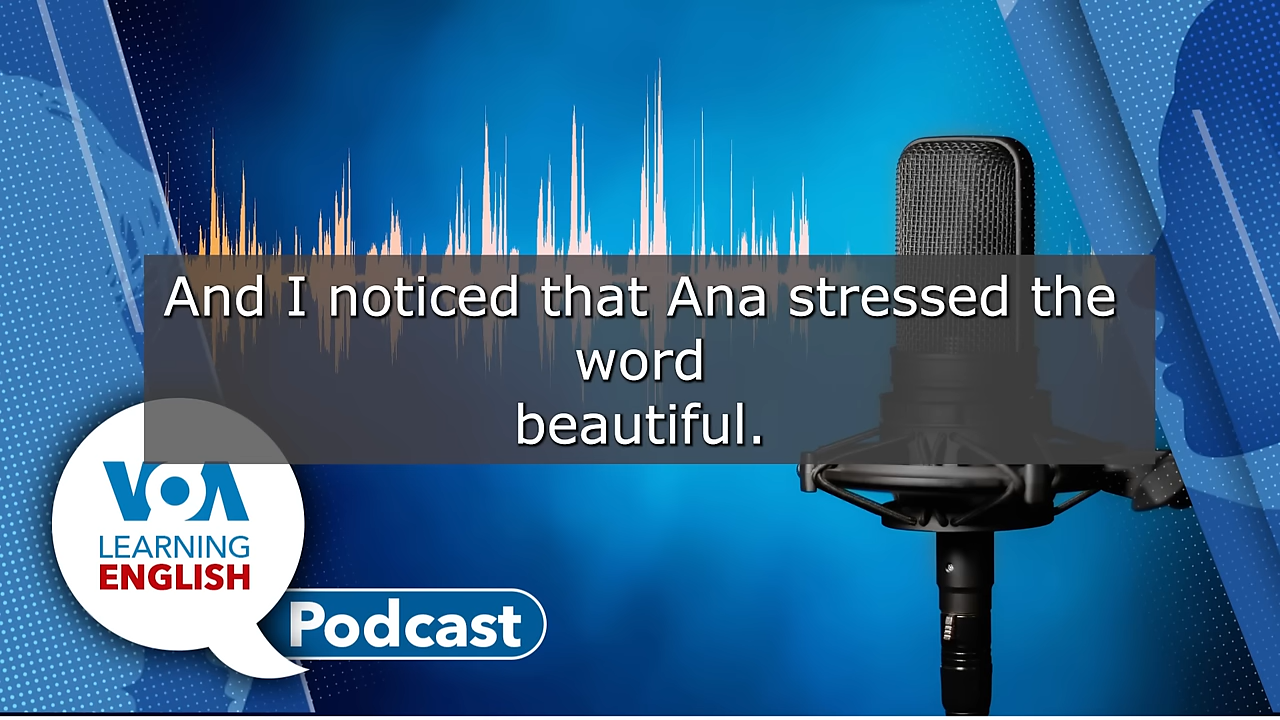 And I noticed that Ana stressed the
word
beautiful.
VOA
LEARNING
ENGLISH
Podcast